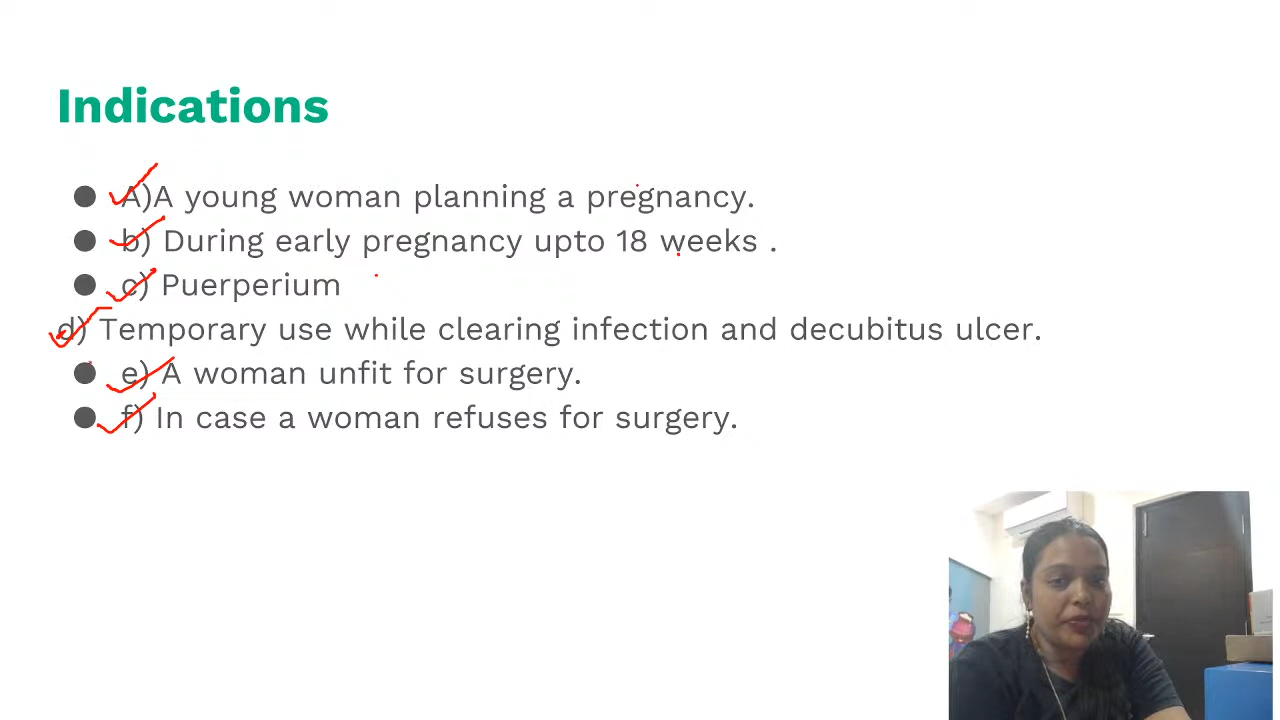 Indications
● A)A young woman planning a pregnancy.
● b) During early pregnancy upto 18 weeks .
● c) Puerperium
d) Temporary use while clearing infection and decubitus ulcer.
● e) A woman unfit for surgery.
● f) In case a woman refuses for surgery.